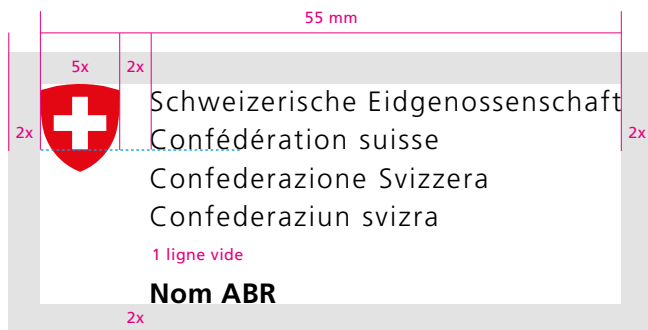 55 mm
5x 2x
Schweizerische Eidgenossenschaft
2x Confédération suisse 2x
Confederazione Svizzera
Confederaziun svizra
1 ligne vide
Nom ABR
2x